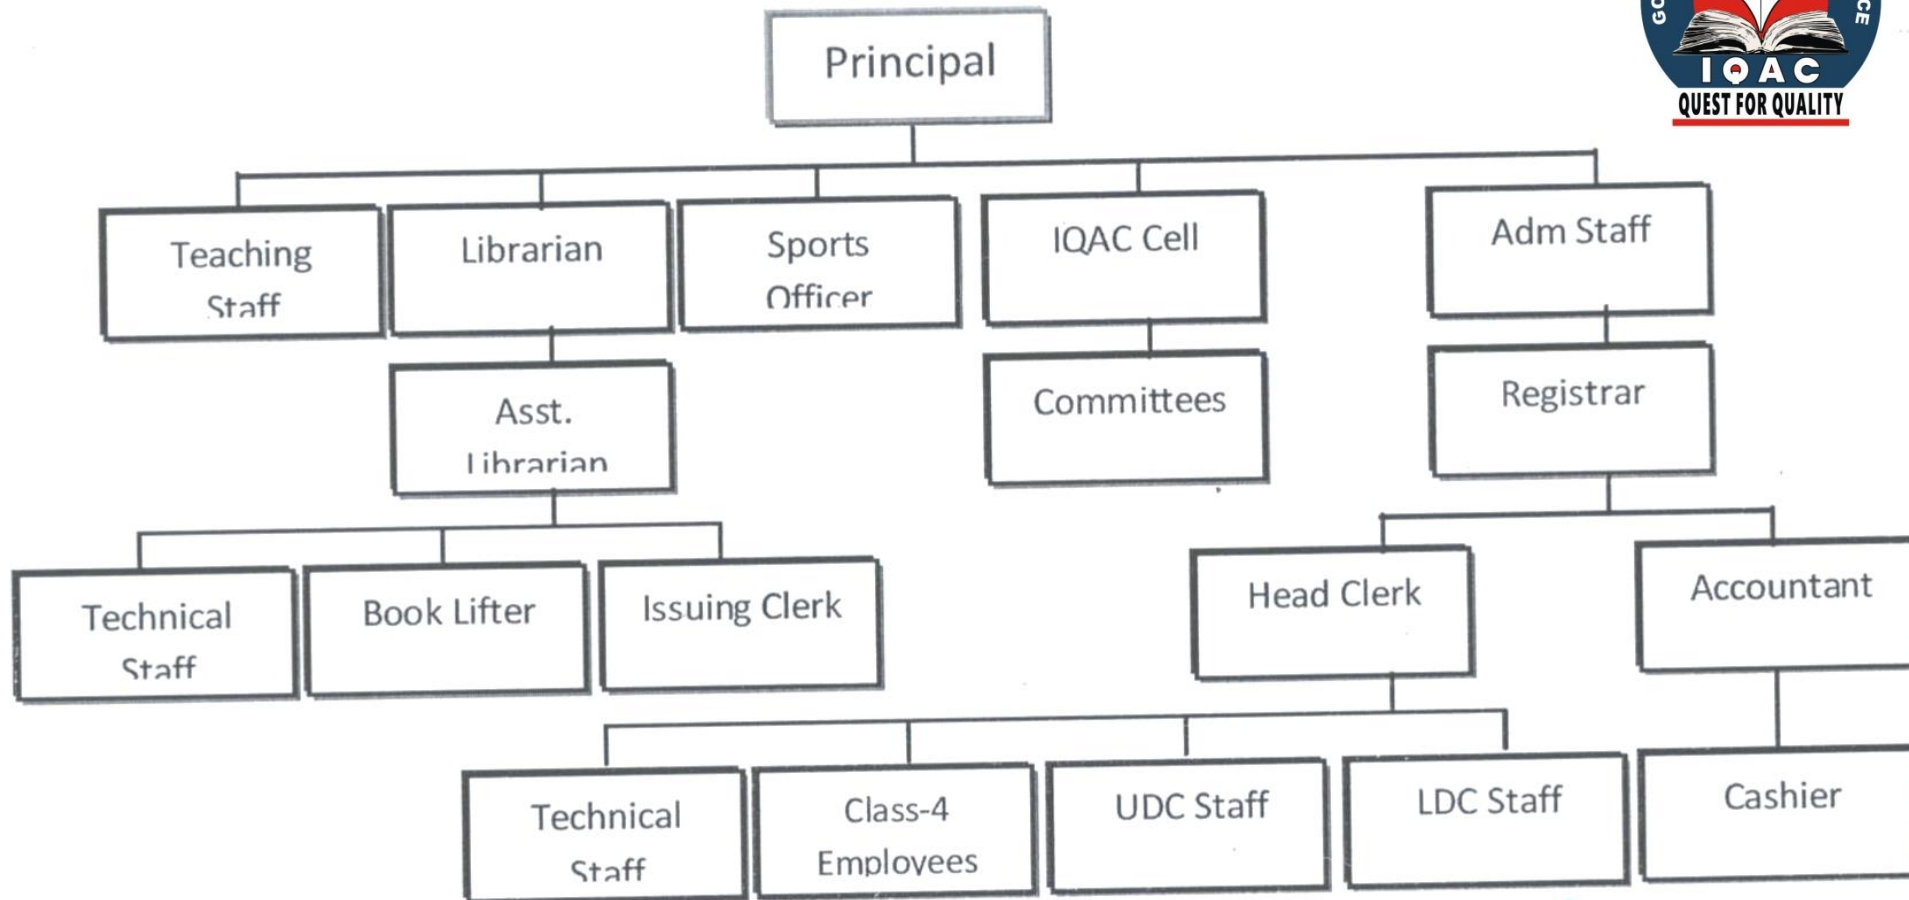 Principal
IQAC
QUEST FOR QUALITY
Teaching
Staff
Librarian
Sports
Officer
IQAC Cell
Adm Staff
Asst.
Librarian
Committees
Registrar
Technical
Staff
Book Lifter
Issuing Clerk
Head Clerk
Accountant
Technical
Staff
Class-4
Employees
UDC Staff
LDC Staff
Cashier